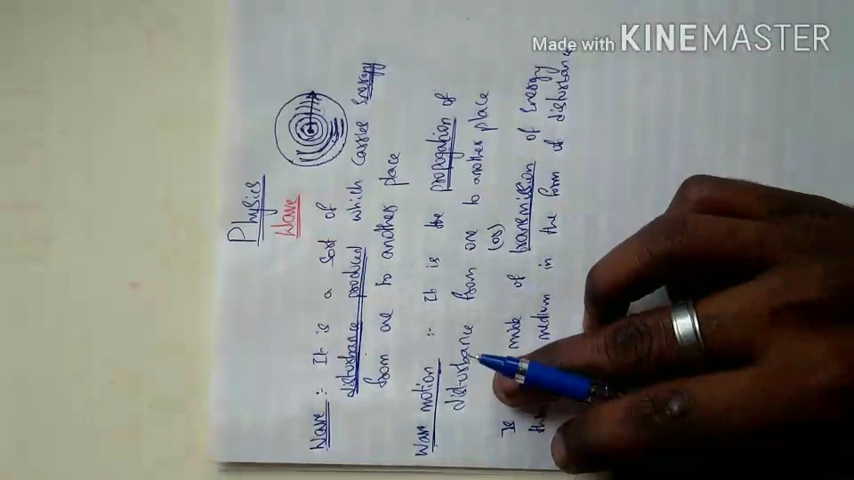 Made with KINEMASTER
Physics
Wave
Wave :- It is a sort of
disturbance produced which carries Energy
from one to another place
Wave motion :- It is the propagation of
disturbance from one to another place
(or)
mode of transmission of Energy
medium in the form of disturbance